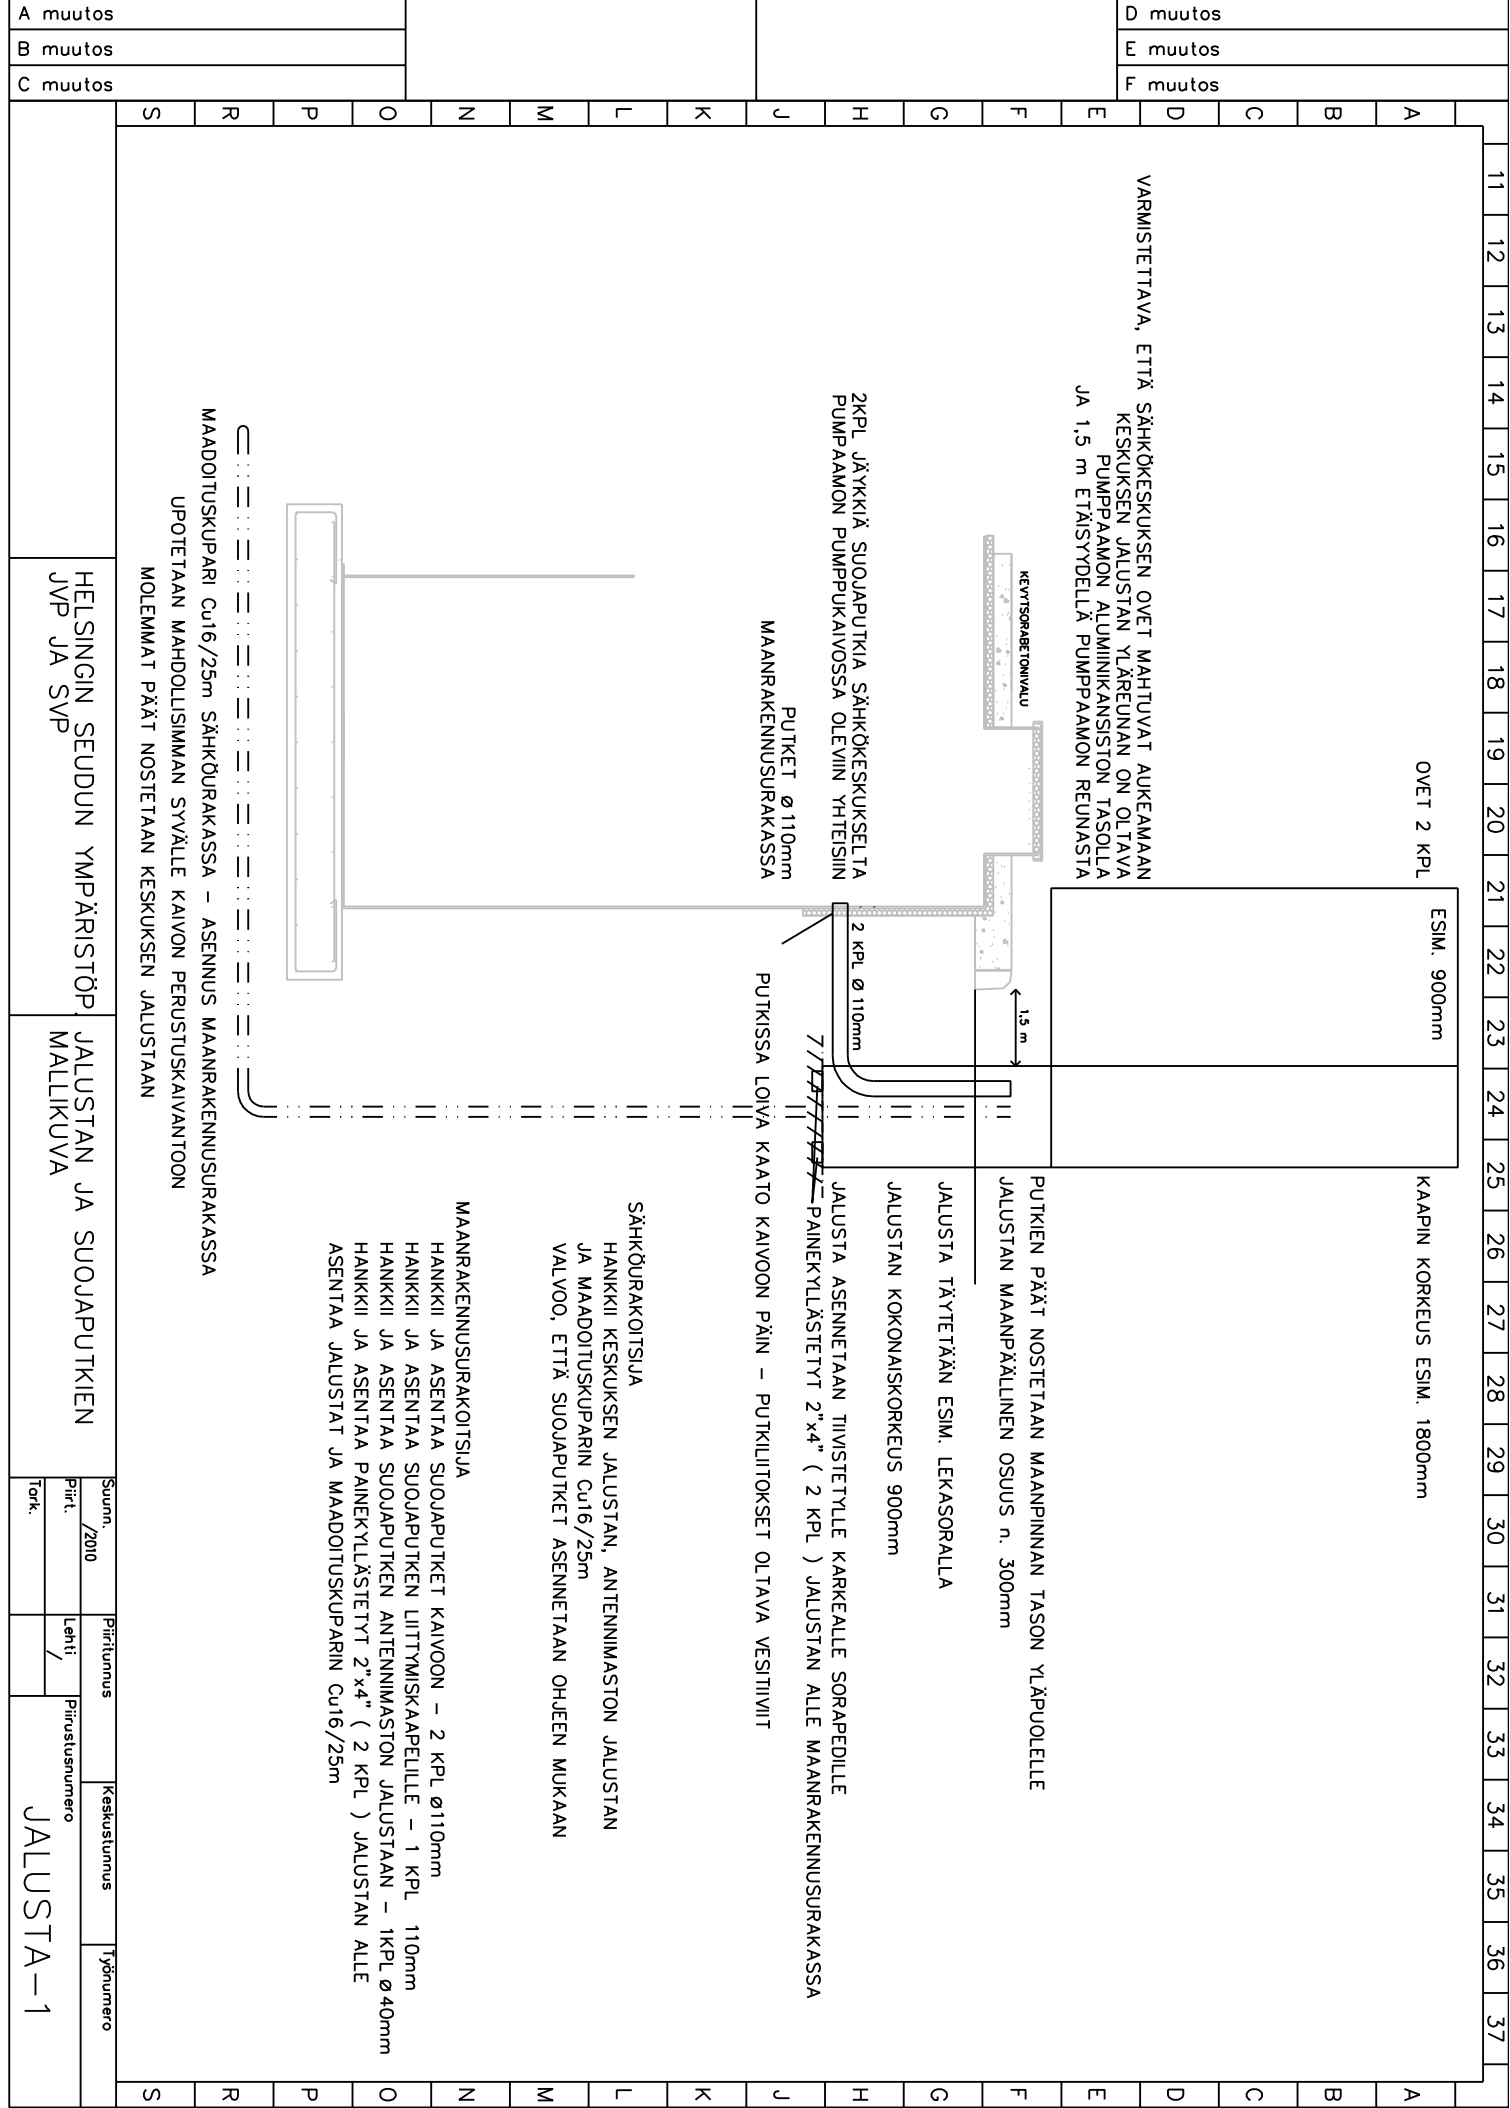 A muutos
B muutos
C muutos
D muutos
E muutos
F muutos
A
B
C
D
E
F
G
H
J
K
L
M
N
O
P
R
S
11
12
13
14
15
16
17
18
19
20
21
22
23
24
25
26
27
28
29
30
31
32
33
34
35
36
37
OVET 2 KPL
ESIM. 900mm
KAAPIN KORKEUS ESIM. 1800mm
VARMISTETTAVA, ETTÄ SÄHKÖKESKUKSEN OVET MAHTUVAT AUKEAMAAN
KESKUKSEN JALUSTAN YLÄREUNAN ON OLTAVA
PUMPPAAMON ALUMIINIKANSISTON TASOLLA
JA 1,5 m ETÄISYYDELLÄ PUMPPAAMON REUNASTA
KEVYTSORABETONIVALU
1,5 m
PUTKIEN PÄÄT NOSTETAAN MAANPINNAN TASON YLÄPUOLELLE
JALUSTAN MAANPÄÄLLINEN OSUUS n. 300mm
JALUSTA TÄYTETÄÄN ESIM. LEKASORALLA
JALUSTAN KOKONAISKORKEUS 900mm
2KPL JÄYKKIÄ SUOJAPUTKIA SÄHKÖKESKUKSELTA
PUMPAAMON PUMPPUKAIVOSSA OLEVIIN YHTEISIIN
2 KPL Ø 110mm
JALUSTA ASENNETAAN TIIVISTETYLLE KARKEALLE SORAPEDILLE
PAINEKYLLÄSTETYT 2"x4" ( 2 KPL ) JALUSTAN ALLE MAANRAKENNUSURAKASSA
PUTKET Ø110mm
MAANRAKENNUSURAKASSA
PUTKISSA LOIVA KAATO KAIVOON PÄIN - PUTKILIITOKSET OLTAVA VESITIIVIIT
SÄHKÖURAKOITSIJA
HANKKII KESKUKSEN JALUSTAN, ANTENNIMASTON JALUSTAN
JA MAADOITUSKUPARIN Cu16/25m
VALVOO, ETTÄ SUOJAPUTKET ASENNETAAN OHJEEN MUKAAN
MAANRAKENNUSURAKOITSIJA
HANKKII JA ASENTAA SUOJAPUTKET KAIVOON - 2 KPL Ø110mm
HANKKII JA ASENTAA SUOJAPUTKEN LIITTYMISKAAPELILLE - 1 KPL 110mm
HANKKII JA ASENTAA SUOJAPUTKEN ANTENNIMASTON JALUSTAAN - 1KPL Ø40mm
HANKKII JA ASENTAA PAINEKYLLÄSTETYT 2"x4" ( 2 KPL ) JALUSTAN ALLE
ASENTAA JALUSTAT JA MAADOITUSKUPARIN Cu16/25m
MAADOITUSKUPARI Cu16/25m SÄHKÖURAKASSA - ASENNUS MAANRAKENNUSURAKASSA
UPOTETAAN MAHDOLLISIMMAN SYVÄLLE KAIVON PERUSTUSKAIVANTOON
MOLEMMAT PÄÄT NOSTETAAN KESKUKSEN JALUSTAAN
A
B
C
D
E
F
G
H
J
K
L
M
N
O
P
R
S
HELSINGIN SEUDUN YMPÄRISTÖP.
JVP JA SVP
JALUSTAN JA SUOJAPUTKIEN
MALLIKUVA
Suunn.
/2010
Piirt.
Tark.
Piiritunnus
Lehti
/
Keskustunnus
Työnumero
Piirustusnumero
JALUSTA-1